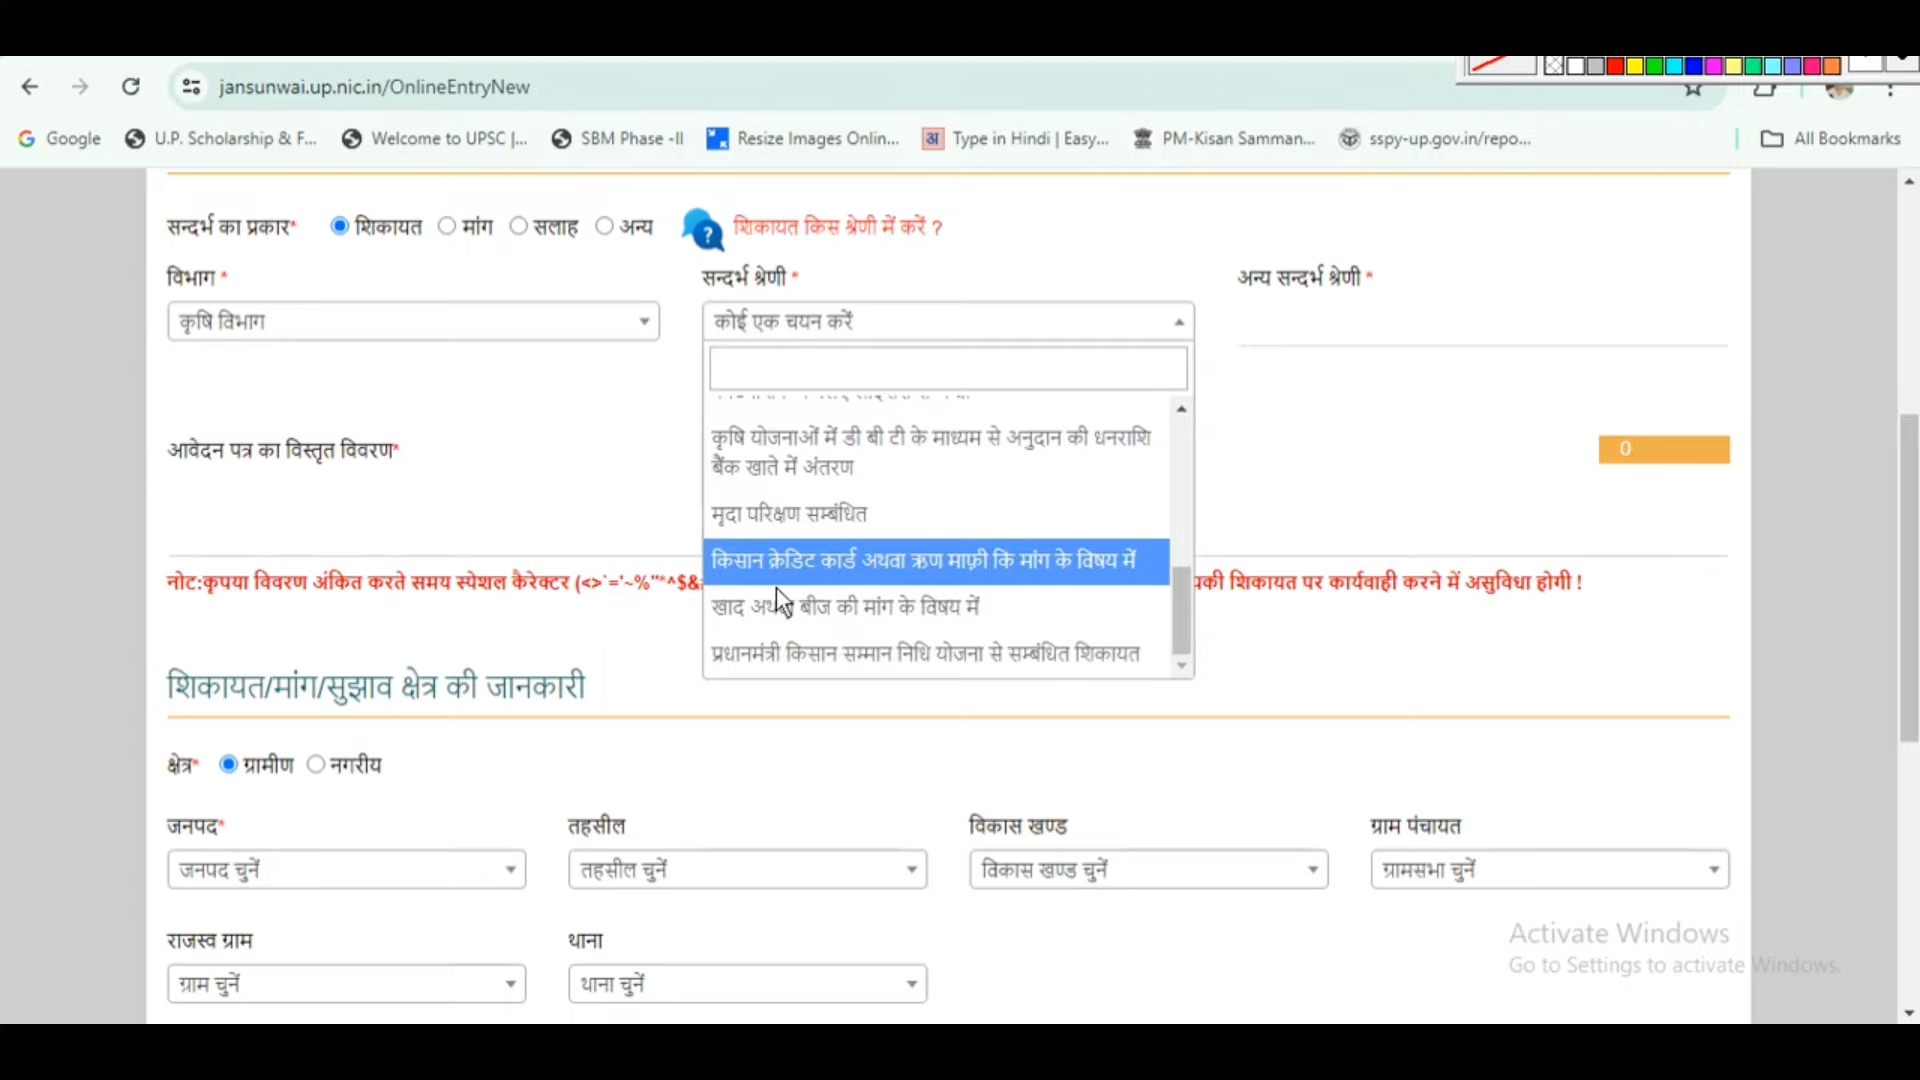 jansunwai.up.nic.in/OnlineEntryNew
Google U.P. Scholarship & F... Welcome to UPSC |... SBM Phase -II Resize Images Onlin... अ Type in Hindi | Easy... PM-Kisan Samman... sspy-up.gov.in/repo... All Bookmarks
सन्दर्भ का प्रकार* शिकायत मांग सलाह अन्य ? शिकायत किस श्रेणी में करें ?
विभाग * सन्दर्भ श्रेणी * अन्य सन्दर्भ श्रेणी *
कृषि विभाग कोई एक चयन करें
कृषि योजनाओं में डी बी टी के माध्यम से अनुदान की धनराशि
बैंक खाते में अंतरण
आवेदन पत्र का विस्तृत विवरण* 0
मृदा परिक्षण सम्बंधित
किसान क्रेडिट कार्ड अथवा ऋण माफ़ी कि मांग के विषय में
नोट:कृपया विवरण अंकित करते समय स्पेशल कैरेक्टर (<>`='~%"*^$& की शिकायत पर कार्यवाही करने में असुविधा होगी !
खाद बीज की मांग के विषय में
प्रधानमंत्री किसान सम्मान निधि योजना से सम्बंधित शिकायत
शिकायत/मांग/सुझाव क्षेत्र की जानकारी
क्षेत्र* ग्रामीण नगरीय
जनपद* तहसील विकास खण्ड ग्राम पंचायत
जनपद चुनें तहसील चुनें विकास खण्ड चुनें ग्रामसभा चुनें
राजस्व ग्राम थाना
ग्राम चुनें थाना चुनें
Activate Windows
Go to Settings to activate Windows.